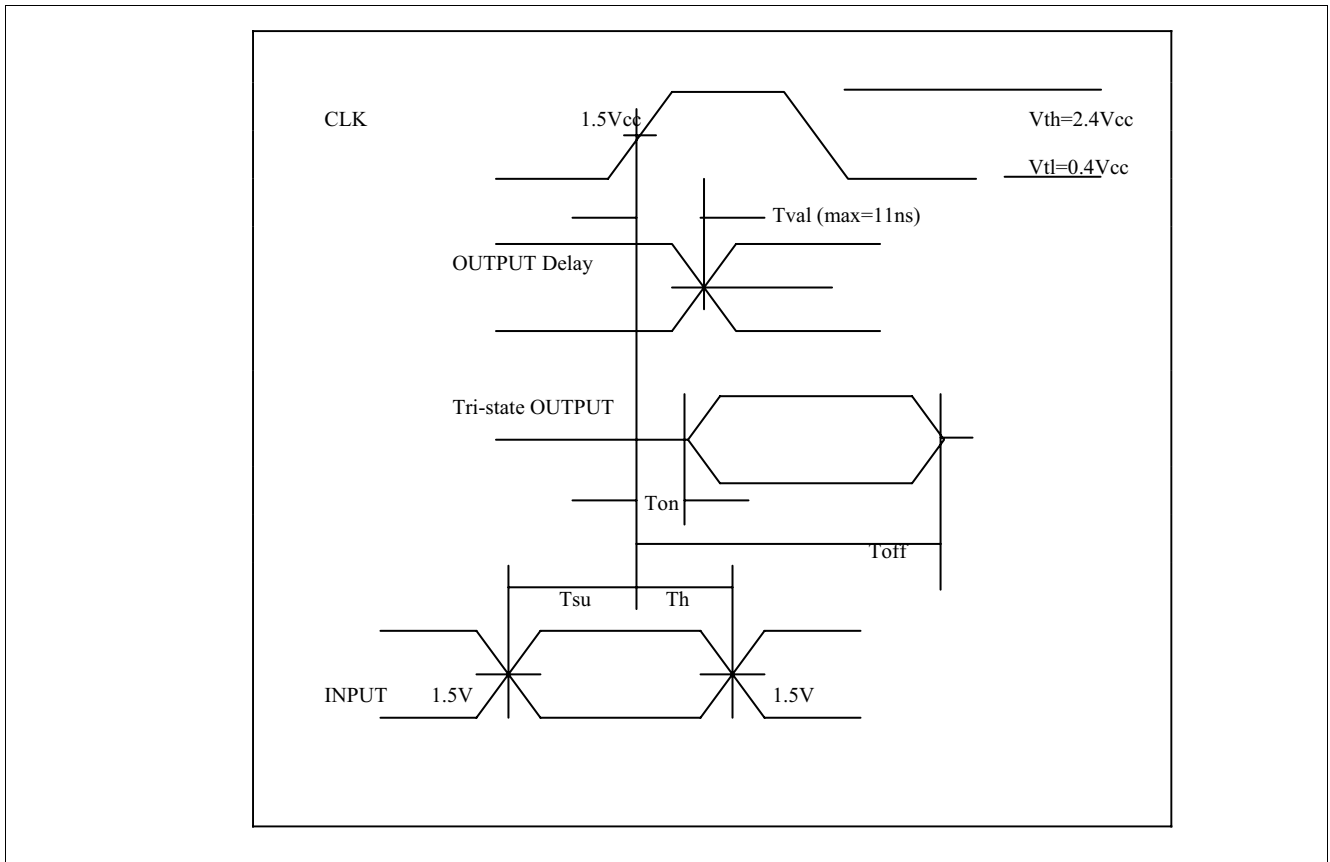 CLK
1.5Vcc
Vth=2.4Vcc
Vtl=0.4Vcc
Tval (max=11ns)
OUTPUT Delay
Tri-state OUTPUT
Ton
Toff
Tsu
Th
INPUT
1.5V
1.5V